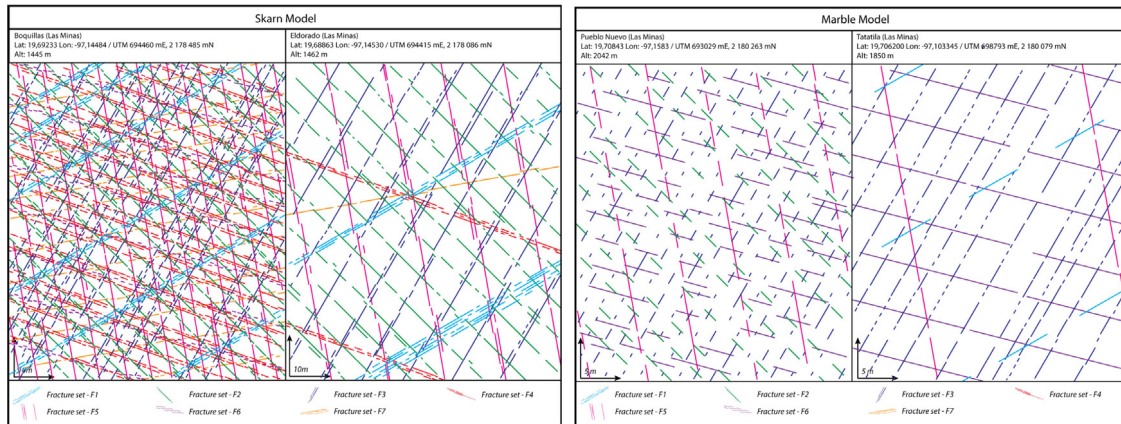 Skarn Model
Boquillas (Las Minas)
Lat: 19,69233 Lon: -97,14484 / UTM 694460 mE, 2 178 485 mN
Alt: 1445 m
Eldorado (Las Minas)
Lat: 19,68863 Lon: -97,14530 / UTM 694415 mE, 2 178 086 mN
Alt: 1462 m
10m
Fracture set - F1
Fracture set - F2
Fracture set - F3
Fracture set - F4
Fracture set - F5
Fracture set - F6
Fracture set - F7
Marble Model
Pueblo Nuevo (Las Minas)
Lat: 19,70843 Lon: -97,1583 / UTM 693029 mE, 2 180 263 mN
Alt: 2042 m
Tatatila (Las Minas)
Lat: 19,706200 Lon: -97,103345 / UTM 698793 mE, 2 180 079 mN
Alt: 1850 m
5 m
5 m
Fracture set - F1
Fracture set - F2
Fracture set - F3
Fracture set - F4
Fracture set - F5
Fracture set - F6
Fracture set - F7